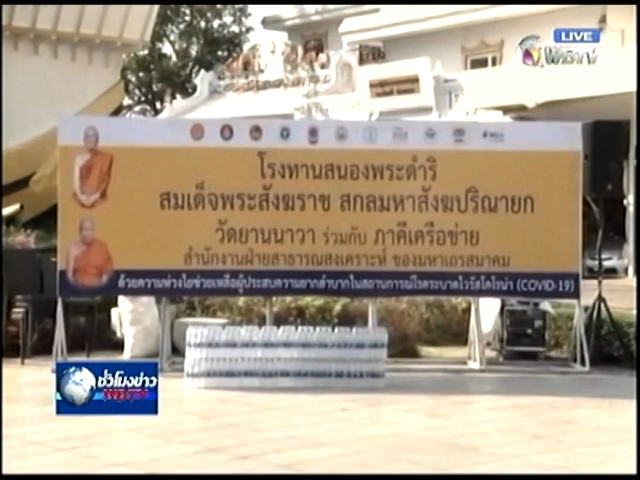 LIVE
โรงทานสนองพระดำริ
สมเด็จพระสังฆราช สกลมหาสังฆปริณายก
วัดยานนาวา ร่วมกับ ภาคีเครือข่าย
สำนักงานฝ่ายสาธารณสงเคราะห์ ของมหาเถรสมาคม
ด้วยความห่วงใยช่วยเหลือผู้ประสบความยากลำบากในสถานการณ์โรคระบาดไวรัสโคโรน่า (COVID-19)
ชั่วโมงข่าว